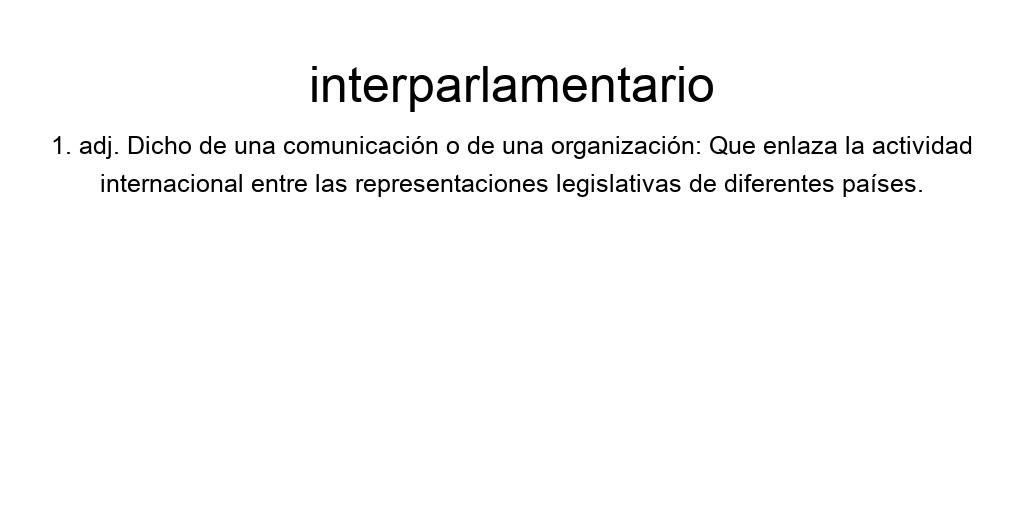 interparlamentario
1. adj. Dicho de una comunicación o de una organización: Que enlaza la actividad
internacional entre las representaciones legislativas de diferentes países.